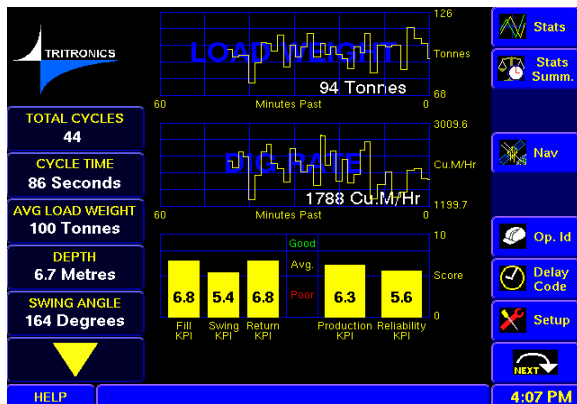 TRITRONICS
TOTAL CYCLES
44
CYCLE TIME
86 Seconds
AVG LOAD WEIGHT
100 Tonnes
DEPTH
6.7 Metres
SWING ANGLE
164 Degrees
HELP
LOAD WEIGHT
126
Tonnes
94 Tonnes
68
60
Minutes Past
0
DIG RATE
3009.6
Cu.M/Hr
1788 Cu.M/Hr
1199.7
60
Minutes Past
0
10
Good
Avg.
Score
Poor
6.8
5.4
6.8
6.3
5.6
0
Fill
KPI
Swing
KPI
Return
KPI
Production
KPI
Reliability
KPI
Stats
Stats
Summ.
Nav
Op. Id
Delay
Code
Setup
NEXT
4:07 PM